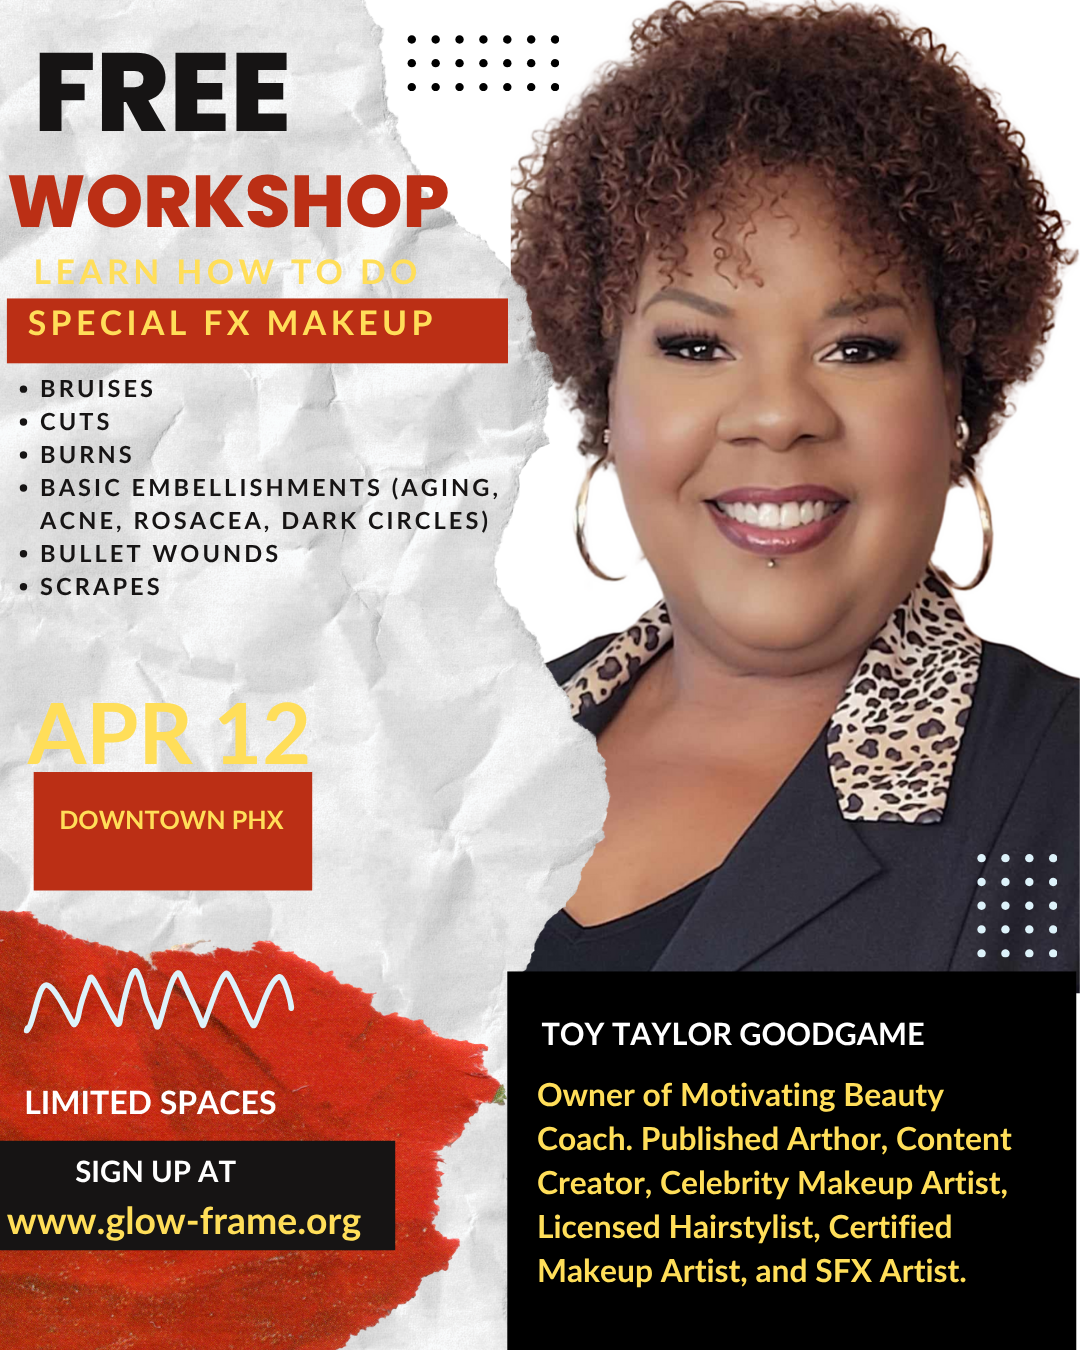 FREE
WORKSHOP
LEARN HOW TO DO
SPECIAL FX MAKEUP
• BRUISES
• CUTS
• BURNS
• BASIC EMBELLISHMENTS (AGING,
ACNE, ROSACEA, DARK CIRCLES)
• BULLET WOUNDS
• SCRAPES
APR 12
DOWNTOWN PHX
LIMITED SPACES
SIGN UP AT
www.glow-frame.org
TOY TAYLOR GOODGAME
Owner of Motivating Beauty
Coach. Published Arthor, Content
Creator, Celebrity Makeup Artist,
Licensed Hairstylist, Certified
Makeup Artist, and SFX Artist.